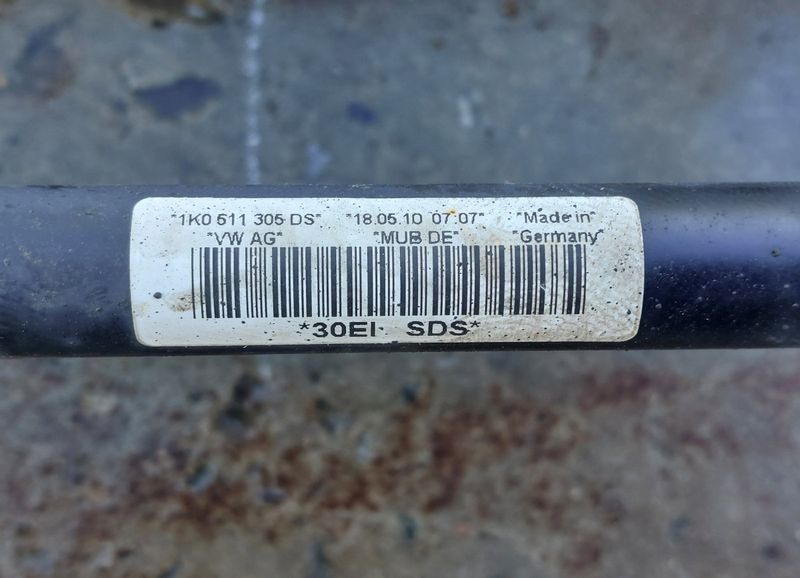 "1K0 511 305 DS" "18.05.10 07:07" "Made in"
"VW AG" "MUB DE" "Germany"
*30EI SDS*